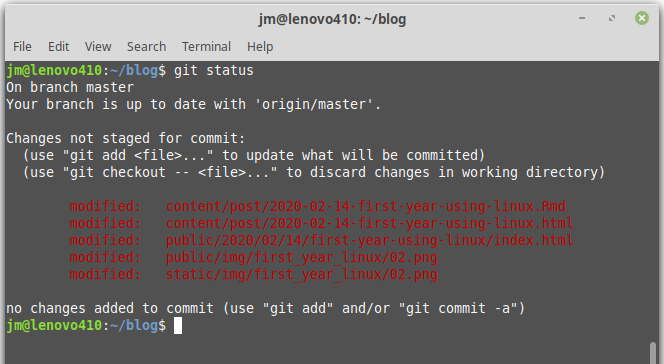 jm@lenovo410: ~/blog
File Edit View Search Terminal Help
jm@lenovo410:~/blog$ git status
On branch master
Your branch is up to date with 'origin/master'.
Changes not staged for commit:
(use "git add <file>..." to update what will be committed)
(use "git checkout -- <file>..." to discard changes in working directory)
modified: content/post/2020-02-14-first-year-using-linux.Rmd
modified: content/post/2020-02-14-first-year-using-linux.html
modified: public/2020/02/14/first-year-using-linux/index.html
modified: public/img/first_year_linux/02.png
modified: static/img/first_year_linux/02.png
no changes added to commit (use "git add" and/or "git commit -a")
jm@lenovo410:~/blog$